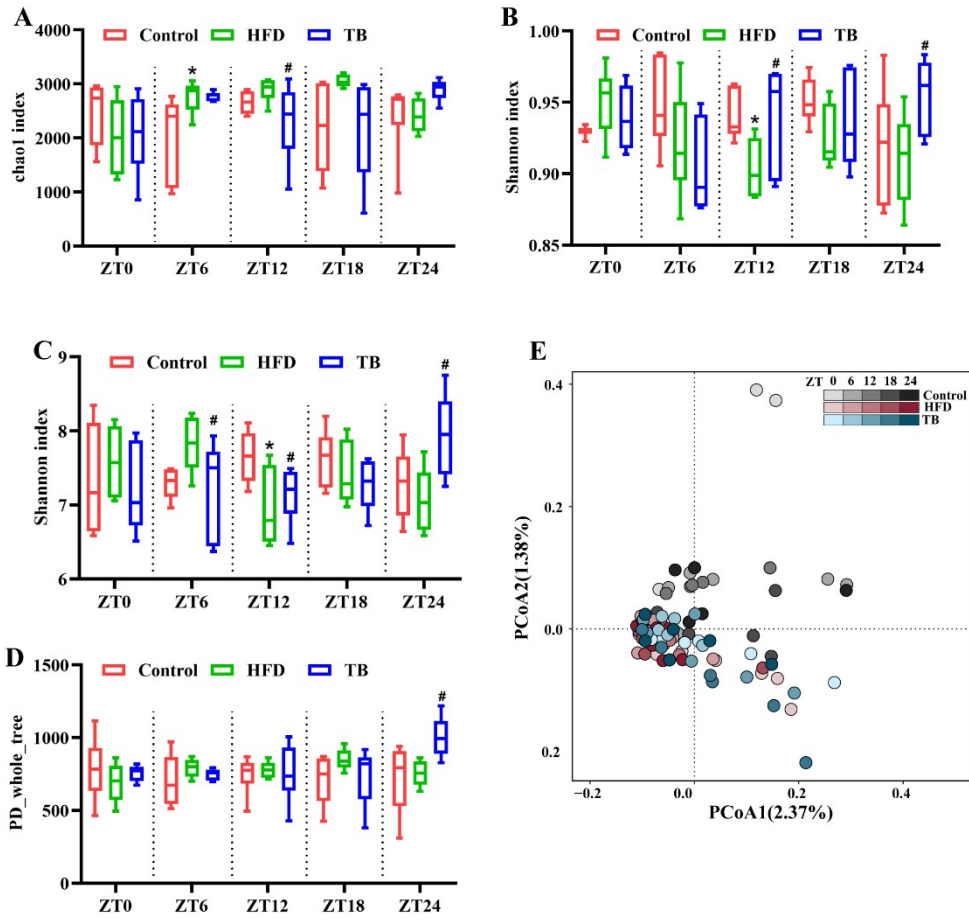 A
Control HFD TB
chao1 index
4000
3000
2000
1000
0
*
#
ZT0 ZT6 ZT12 ZT18 ZT24
B
Control HFD TB
Shannon index
1.00
0.95
0.90
0.85
*
#
#
ZT0 ZT6 ZT12 ZT18 ZT24
C
Control HFD TB
Shannon index
9
8
7
6
#
*
#
#
ZT0 ZT6 ZT12 ZT18 ZT24
D
Control HFD TB
PD_whole_tree
1500
1000
500
0
#
ZT0 ZT6 ZT12 ZT18 ZT24
E
ZT 0 6 12 18 24
Control
HFD
TB
PCoA2(1.38%)
0.4
0.2
0.0
0.2
−0.2 0.0 0.2 0.4
PCoA1(2.37%)